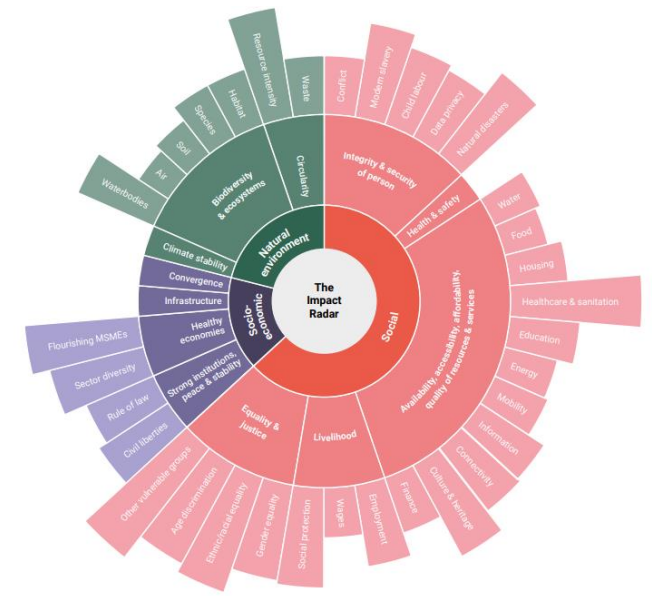 The
Impact
Radar
Social
Integrity & security
of person
Conflict
Modern slavery
Child labour
Data privacy
Natural disasters
Health & safety
Availability, accessibility, affordability,
quality of resources & services
Water
Food
Housing
Healthcare & sanitation
Education
Energy
Mobility
Information
Connectivity
Culture & heritage
Finance
Livelihood
Employment
Wages
Social protection
Equality &
justice
Gender equality
Ethnic/racial equality
Age discrimination
Other vulnerable groups
Socio-
economic
Strong institutions,
peace & stability
Civil liberties
Rule of law
Healthy
economies
Sector diversity
Flourishing MSMEs
Infrastructure
Convergence
Natural
environment
Climate stability
Biodiversity
& ecosystems
Waterbodies
Air
Soil
Species
Habitat
Circularity
Resource intensity
Waste